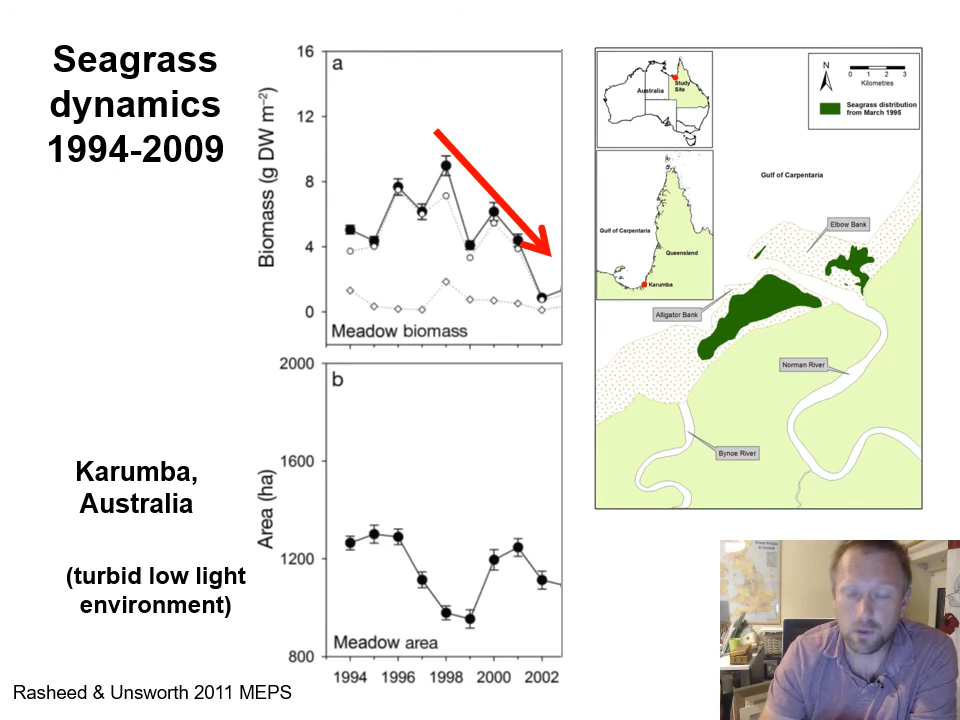 Seagrass
dynamics
1994-2009
Karumba,
Australia
(turbid low light
environment)
Rasheed & Unsworth 2011 MEPS
a
16
12
8
4
0
Biomass (g DW m⁻²)
Meadow biomass
b
2000
1600
1200
800
Area (ha)
Meadow area
1994
1996
1998
2000
2002
Australia
Study
Site
Gulf of Carpentaria
Queensland
Karumba
N
0 1 2 3
Kilometres
Seagrass distribution
from March 1995
Gulf of Carpentaria
Elbow Bank
Alligator Bank
Norman River
Bynoe River